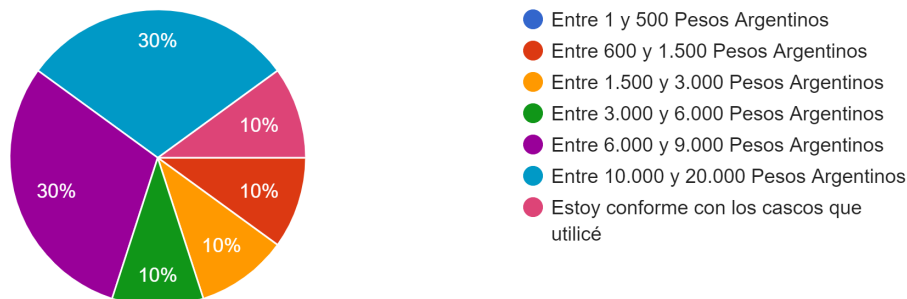 30%
10%
10%
10%
10%
30%
Entre 1 y 500 Pesos Argentinos
Entre 600 y 1.500 Pesos Argentinos
Entre 1.500 y 3.000 Pesos Argentinos
Entre 3.000 y 6.000 Pesos Argentinos
Entre 6.000 y 9.000 Pesos Argentinos
Entre 10.000 y 20.000 Pesos Argentinos
Estoy conforme con los cascos que
utilicé